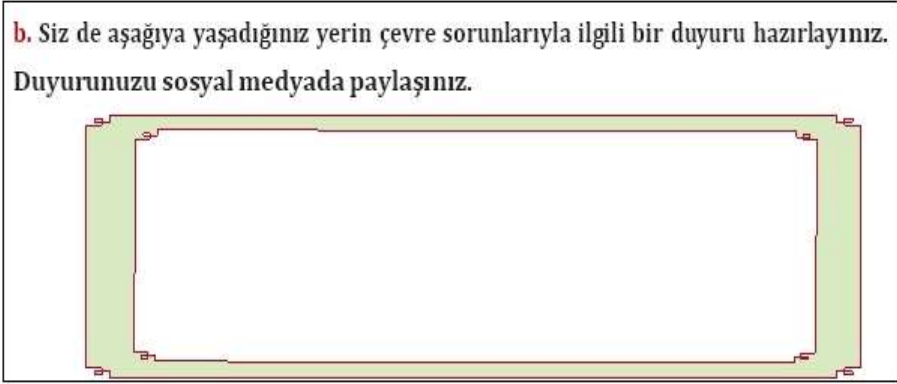 b. Siz de aşağıya yaşadığınız yerin çevre sorunlarıyla ilgili bir duyuru hazırlayınız.
Duyurunuzu sosyal medyada paylaşınız.